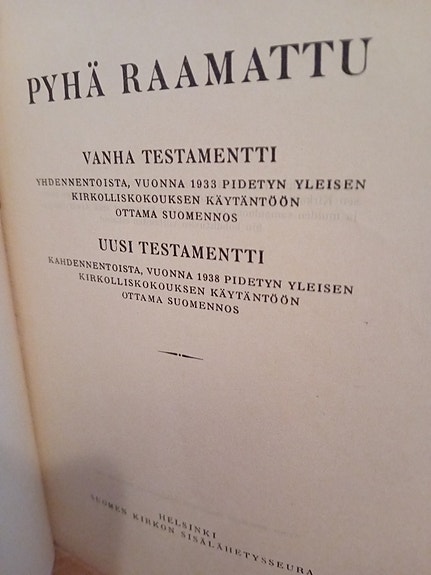 PYHÄ RAAMATTU
VANHA TESTAMENTTI
YHDENNENTOISTA, VUONNA 1933 PIDETYN YLEISEN
KIRKOLLISKOKOUKSEN KÄYTÄNTÖÖN
OTTAMA SUOMENNOS
UUSI TESTAMENTTI
KAHDENNENTOISTA, VUONNA 1938 PIDETYN YLEISEN
KIRKOLLISKOKOUKSEN KÄYTÄNTÖÖN
OTTAMA SUOMENNOS
HELSINKI
SUOMEN KIRKON SISÄLÄHETYSSEURA